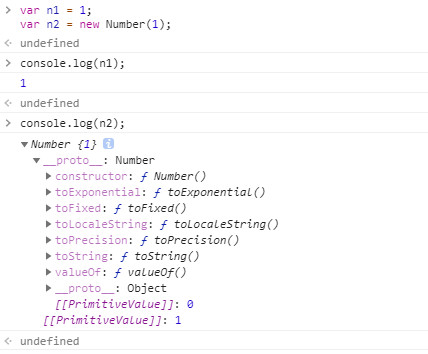 > var n1 = 1;
var n2 = new Number(1);
<· undefined
> console.log(n1);
1
<· undefined
> console.log(n2);
▼Number {1} i
▼__proto__: Number
▶constructor: ƒ Number()
▶toExponential: ƒ toExponential()
▶toFixed: ƒ toFixed()
▶toLocaleString: ƒ toLocaleString()
▶toPrecision: ƒ toPrecision()
▶toString: ƒ toString()
▶valueOf: ƒ valueOf()
▶__proto__: Object
[[PrimitiveValue]]: 0
[[PrimitiveValue]]: 1
<· undefined